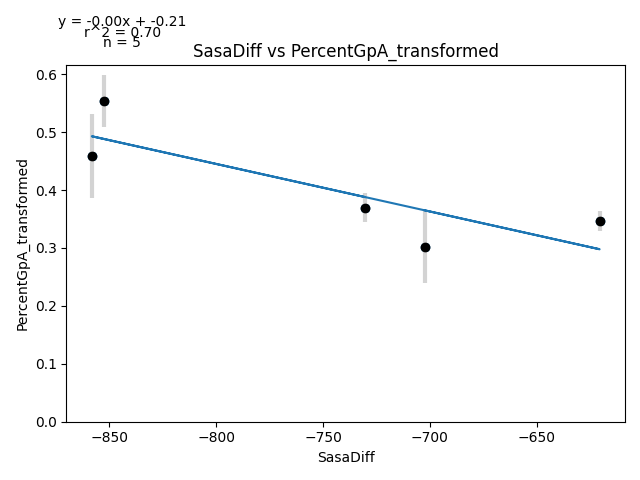 y = -0.00x + -0.21
r^2 = 0.70
n = 5
SasaDiff vs PercentGpA_transformed
PercentGpA_transformed
0.6
0.5
0.4
0.3
0.2
0.1
0.0
−850
−800
−750
−700
−650
SasaDiff